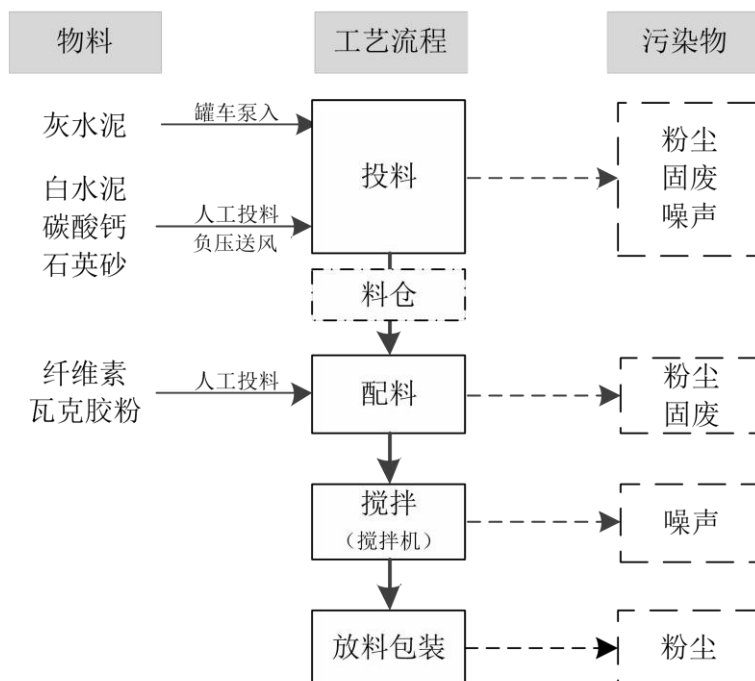 物料
工艺流程
污染物
灰水泥
罐车泵入
投料
粉尘
固废
噪声
白水泥
碳酸钙
石英砂
人工投料
负压送风
料仓
纤维素
瓦克胶粉
人工投料
配料
粉尘
固废
搅拌
（搅拌机）
噪声
放料包装
粉尘